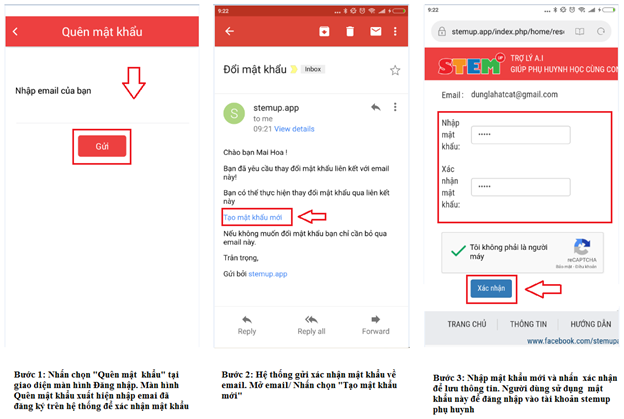 Quên mật khẩu
Nhập email của bạn
Gửi
Bước 1: Nhấn chọn "Quên mật khẩu" tại
giao diện màn hình Đăng nhập. Màn hình
Quên mật khẩu xuất hiện nhập emai đã
đăng ký trên hệ thống để xác nhận mật khẩu
9:22
Đổi mật khẩu
Inbox
S
stemup.app
to me
09:21 View details
Chào bạn Mai Hoa !
Bạn đã yêu cầu thay đổi mật khẩu liên kết với email
này!
Bạn có thể thực hiện thay đổi mật khẩu qua liên kết
này
Tạo mật khẩu mới
Nếu không muốn đổi mật khẩu bạn chỉ cần bỏ qua
email này.
Trân trọng,
Gửi bởi stemup.app
Reply
Reply all
Forward
Bước 2: Hệ thống gửi xác nhận mật khẩu về
email. Mở email/ Nhấn chọn "Tạo mật khẩu
mới"
9:22
stemup.app/index.php/home/rese
STEM
TRỢ LÝ A.I
GIÚP PHỤ HUYNH HỌC CÙNG CON
Email : dunglahatcat@gmail.com
Nhập
mật
khẩu:
•••••
Xác
nhận
mật
khẩu:
•••••
Tôi không phải là người
máy
reCAPTCHA
Bảo mật - Điều khoản
Xác nhận
TRANG CHỦ
THÔNG TIN
HƯỚNG DẪN
www.facebook.com/stemupa
Bước 3: Nhập mật khẩu mới và nhấn xác nhận
để lưu thông tin. Người dùng sử dụng mật
khẩu này để đăng nhập vào tài khoản stemup
phụ huynh